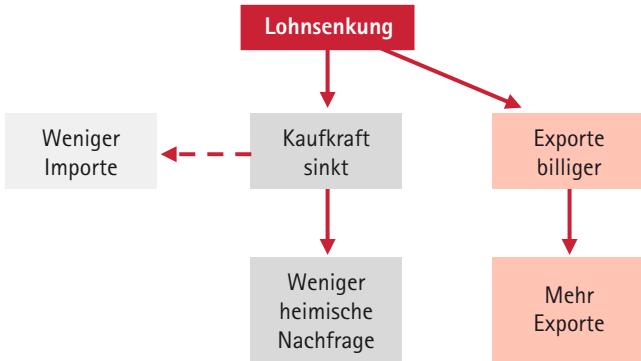 Lohnsenkung
Weniger
Importe
Kaufkraft
sinkt
Exporte
billiger
Weniger
heimische
Nachfrage
Mehr
Exporte